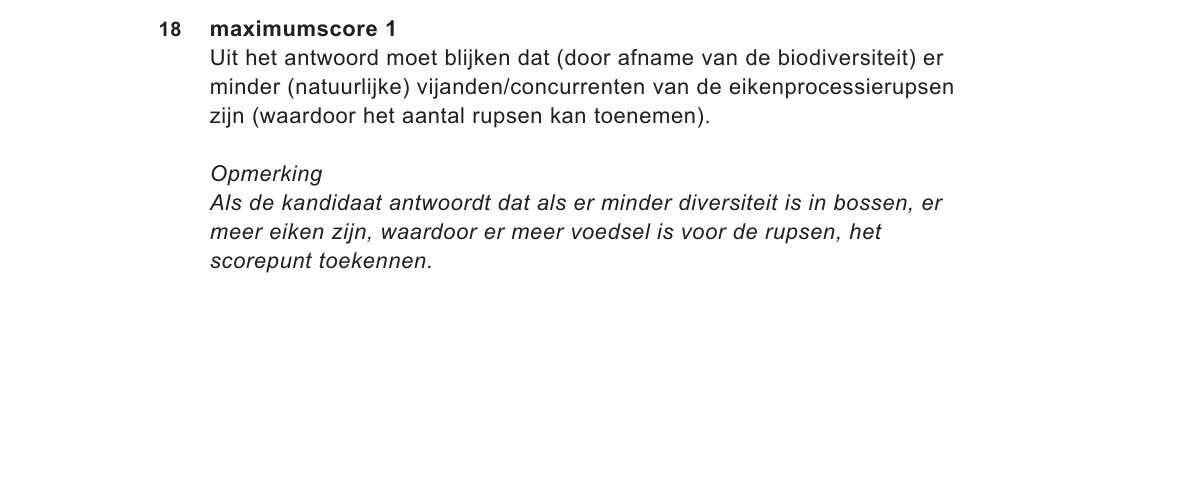 18 maximumscore 1
Uit het antwoord moet blijken dat (door afname van de biodiversiteit) er
minder (natuurlijke) vijanden/concurrenten van de eikenprocessierupsen
zijn (waardoor het aantal rupsen kan toenemen).
Opmerking
Als de kandidaat antwoordt dat als er minder diversiteit is in bossen, er
meer eiken zijn, waardoor er meer voedsel is voor de rupsen, het
scorepunt toekennen.